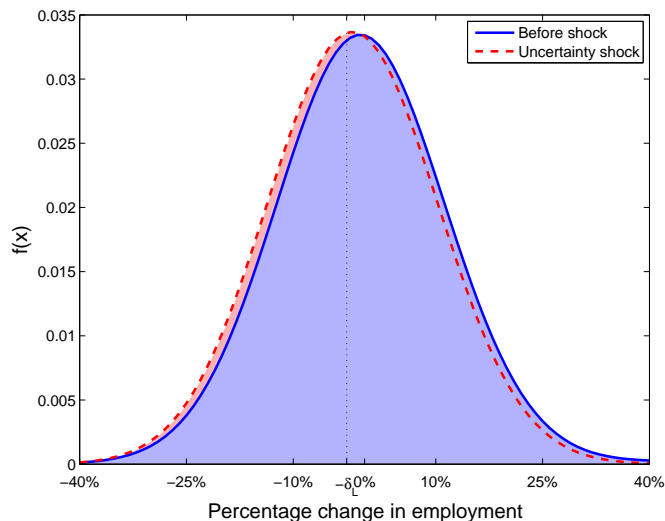 0.035
Before shock
Uncertainty shock
0.03
0.025
0.02
0.015
0.01
0.005
0
f(x)
−40% −25% −10% −δL 0% 10% 25% 40%
Percentage change in employment